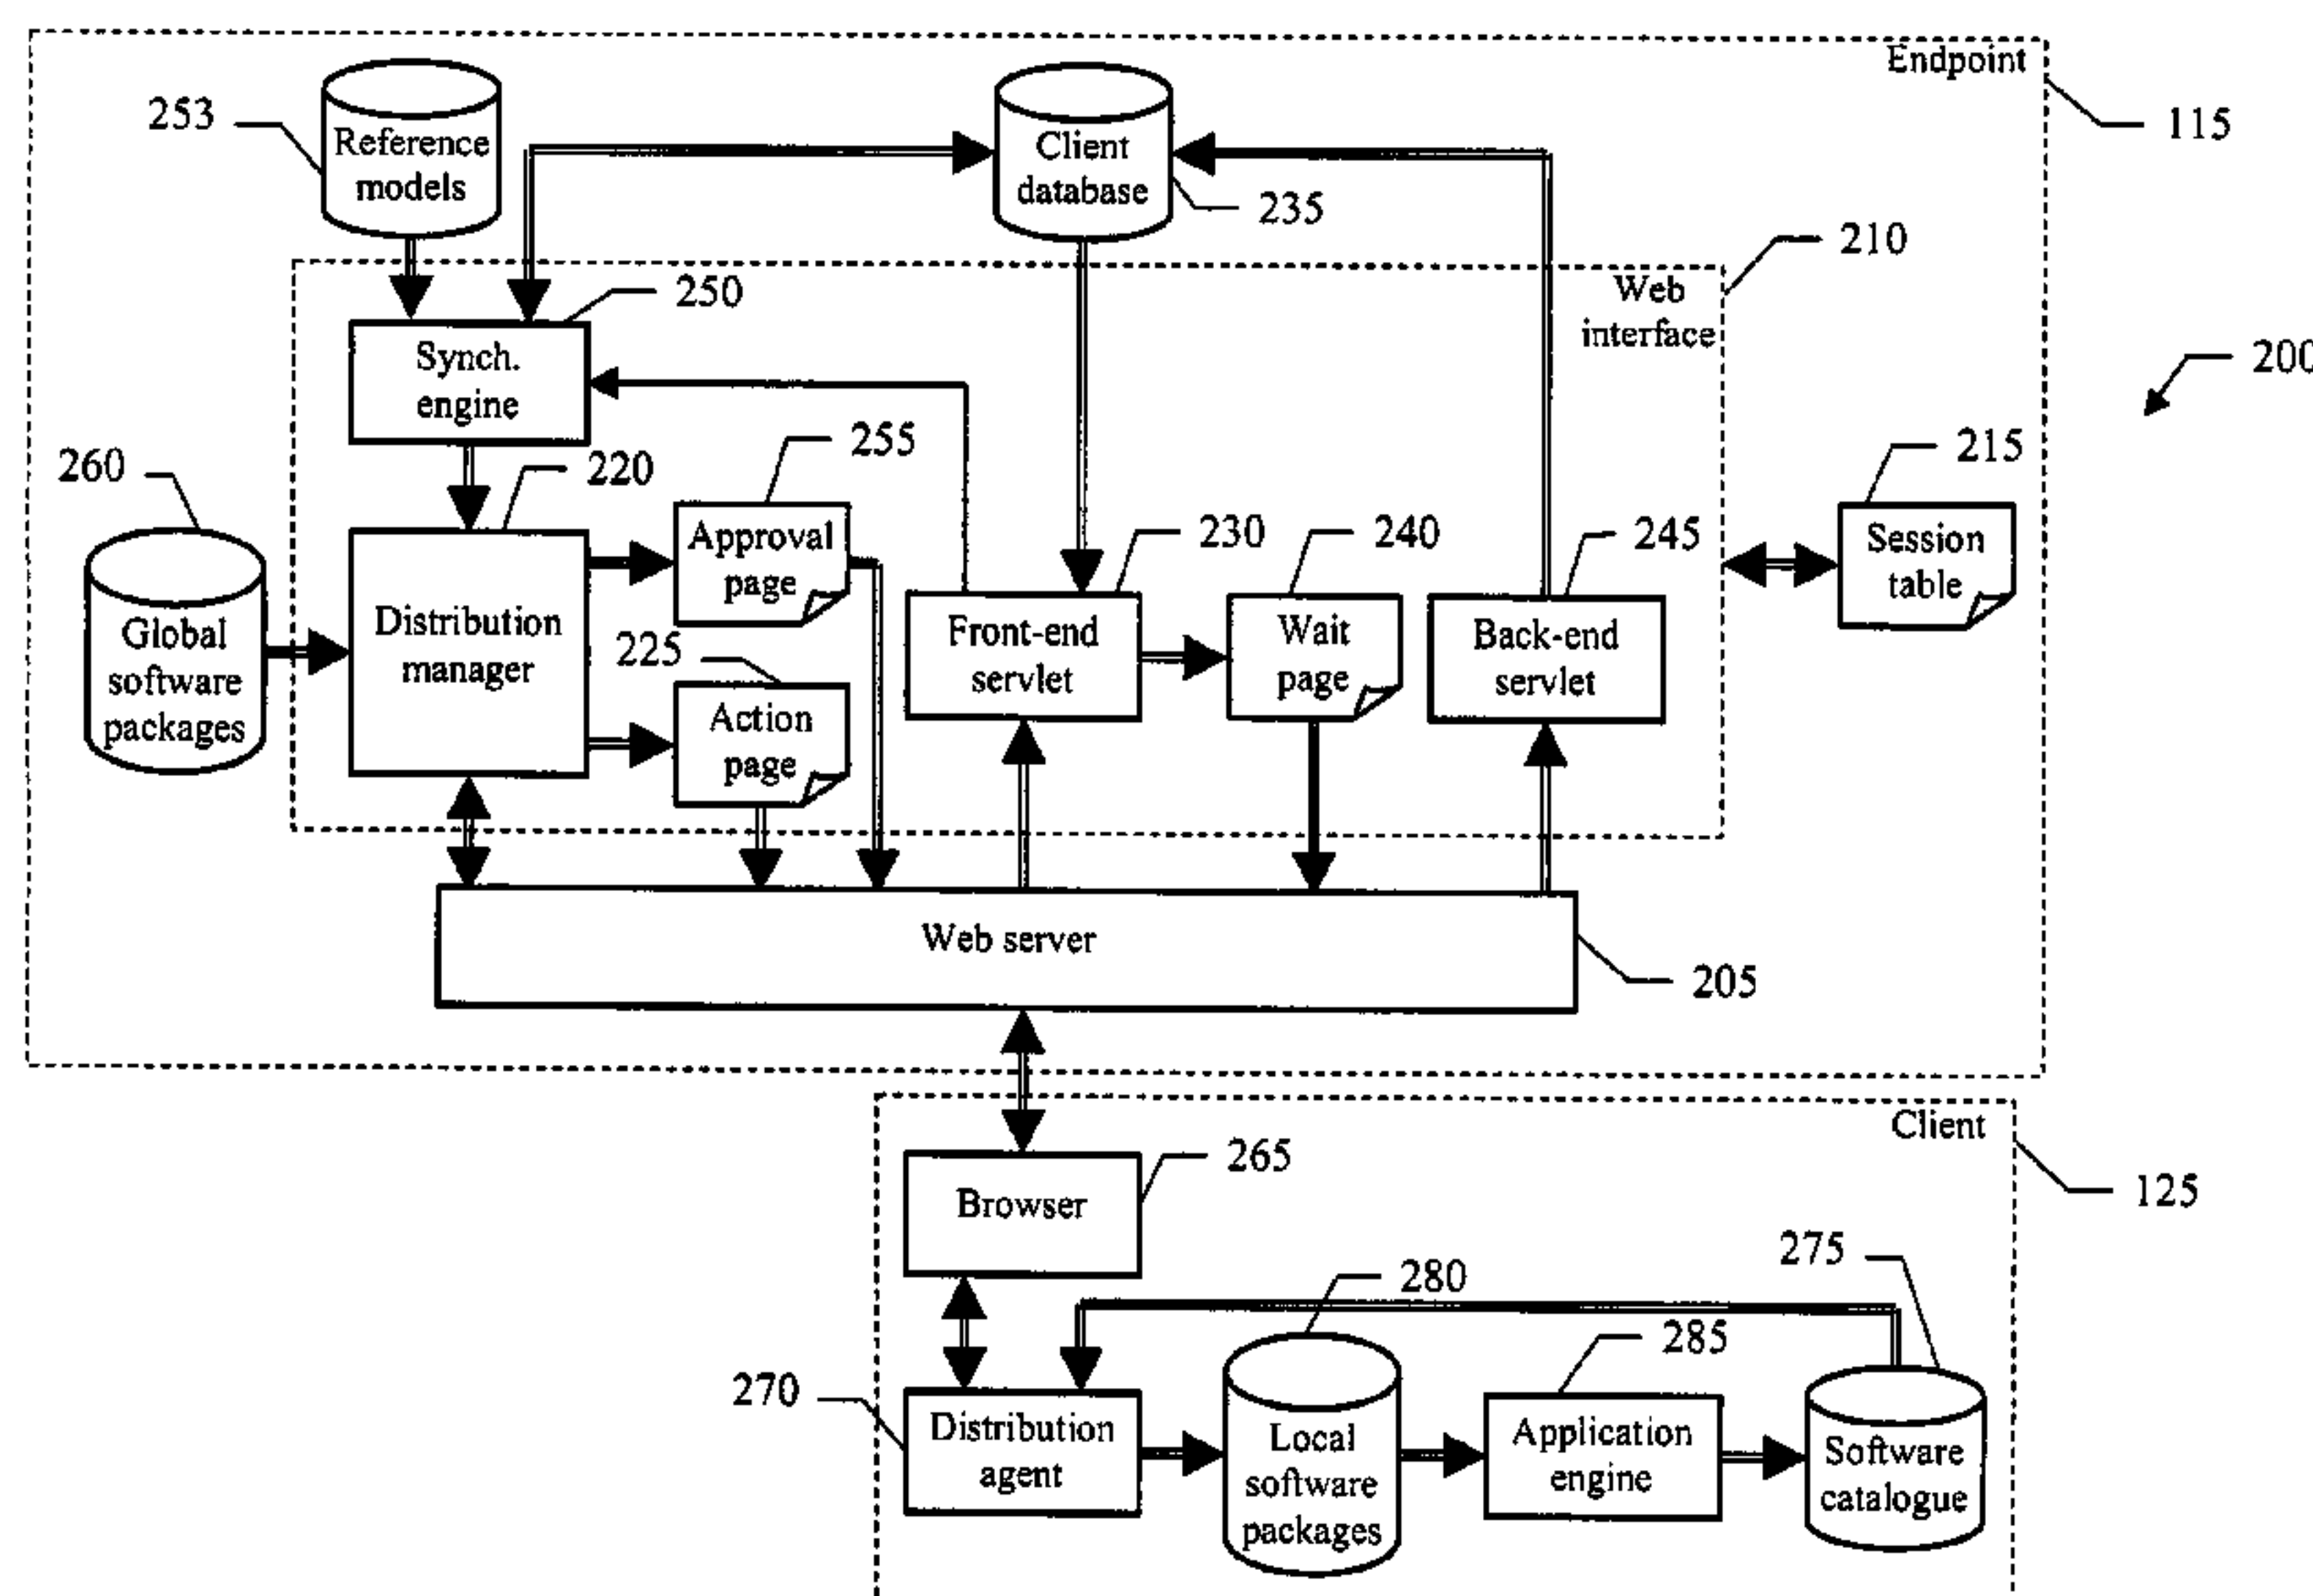 Endpoint
115
253
Reference
models
Client
database
235
210
Web
interface
250
Synch.
engine
200
260
220
255
Approval
page
230
240
245
215
Session
table
Global
software
packages
Distribution
manager
225
Action
page
Front-end
servlet
Wait
page
Back-end
servlet
Web server
205
Client
125
Browser
265
275
280
285
270
Distribution
agent
Local
software
packages
Application
engine
Software
catalogue